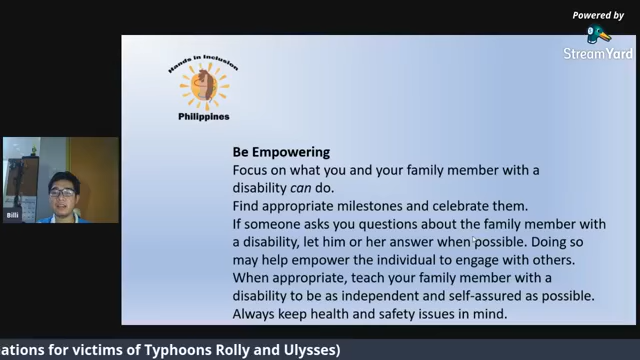 Powered by
StreamYard
Hands in Inclusion
Philippines
Be Empowering
Focus on what you and your family member with a
disability can do.
Find appropriate milestones and celebrate them.
If someone asks you questions about the family member with
a disability, let him or her answer when possible. Doing so
may help empower the individual to engage with others.
When appropriate, teach your family member with a
disability to be as independent and self-assured as possible.
Always keep health and safety issues in mind.
Billi
ations for victims of Typhoons Rolly and Ulysses)